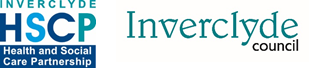 INVERCLYDE
HSCP
Health and Social
Care Partnership
Inverclyde
council